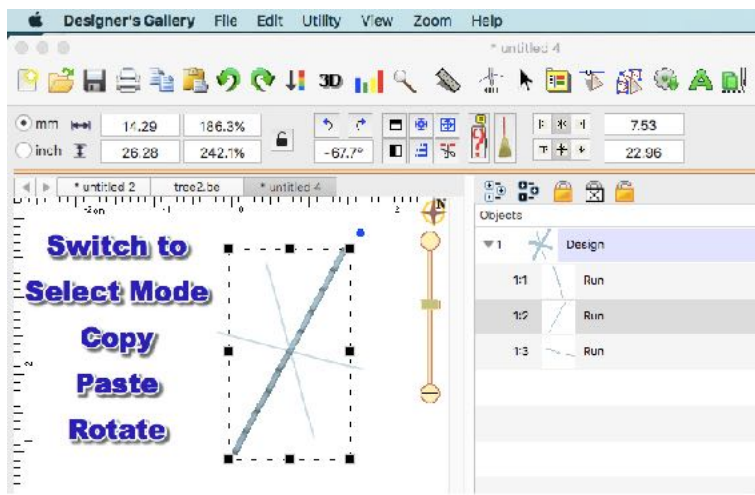 Designer's Gallery File Edit Utility View Zoom Help
* untitled 4
3D
mm 14.29 186.3% 7.53
inch 26.28 242.1% -67.7° 22.96
* untitled 2 tree2.be * untitled 4
N
Objects
1 Design
1:1 Run
1:2 Run
1:3 Run
Switch to
Select Mode
Copy
Paste
Rotate